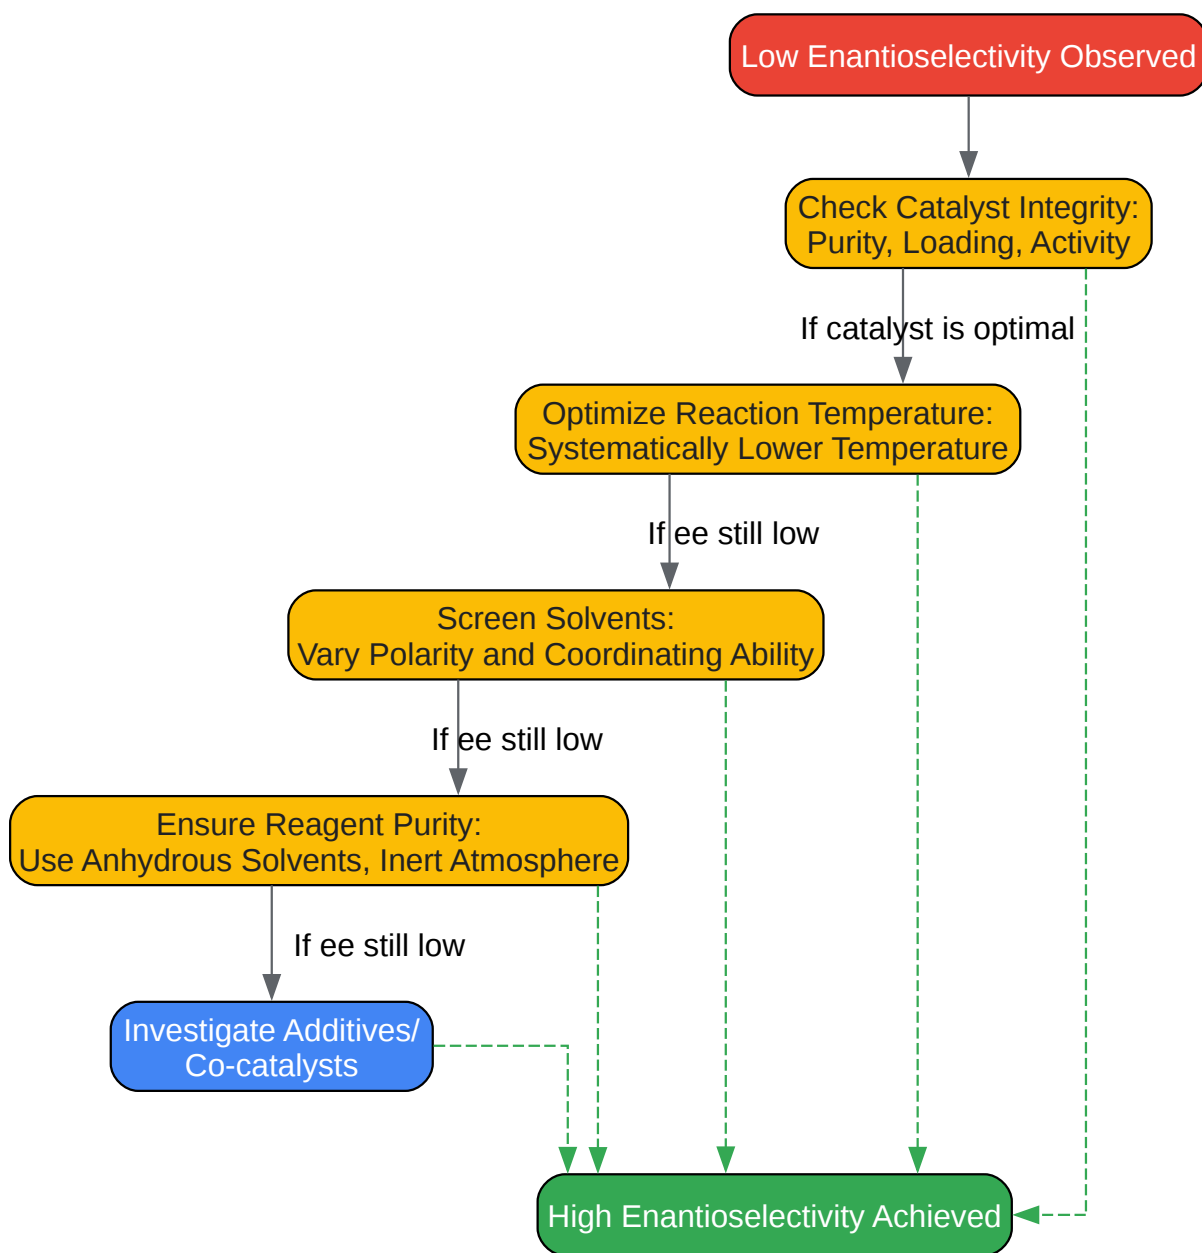 Low Enantioselectivity Observed
Check Catalyst Integrity:
Purity, Loading, Activity
If catalyst is optimal
Optimize Reaction Temperature:
Systematically Lower Temperature
If ee still low
Screen Solvents:
Vary Polarity and Coordinating Ability
If ee still low
Ensure Reagent Purity:
Use Anhydrous Solvents, Inert Atmosphere
If ee still low
Investigate Additives/
Co-catalysts
High Enantioselectivity Achieved